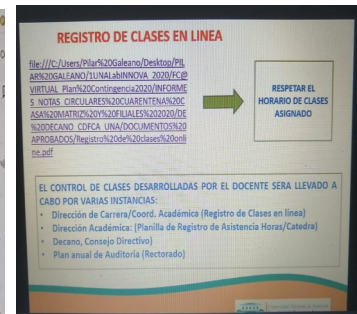 REGISTRO DE CLASES EN LINEA
file:///C:/Users/Pilar%20Galeano/Desktop/PIL
AR%20GALEANO/1UNALabINNOVA 2020/FC@
VIRTUAL Plan%20Contingencia2020/INFORME
S NOTAS CIRCULARES%20CUARENTENA%20C
ASA%20MATRIZ%20Y%20FILIALES%202020/DE
%20DECANO CDFCA UNA/DOCUMENTOS%20
APROBADOS/Registro%20de%20clases%20onli
ne.pdf
RESPETAR EL
HORARIO DE CLASES
ASIGNADO
EL CONTROL DE CLASES DESARROLLADAS POR EL DOCENTE SERA LLEVADO A
CABO POR VARIAS INSTANCIAS:
• Dirección de Carrera/Coord. Académica (Registro de Clases en línea)
• Dirección Académica: (Planilla de Registro de Asistencia Horas/Catedra)
• Decano, Consejo Directivo)
• Plan anual de Auditoria (Rectorado)